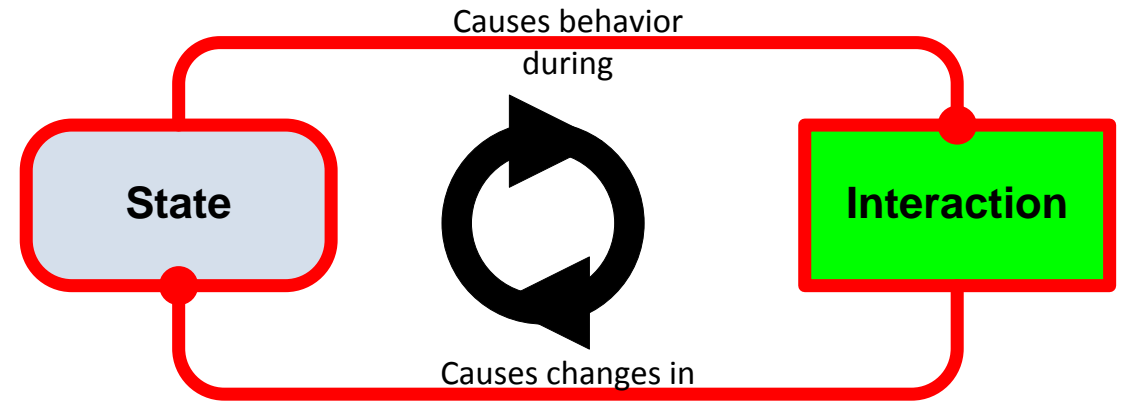 Causes behavior
during
State
Interaction
Causes changes in